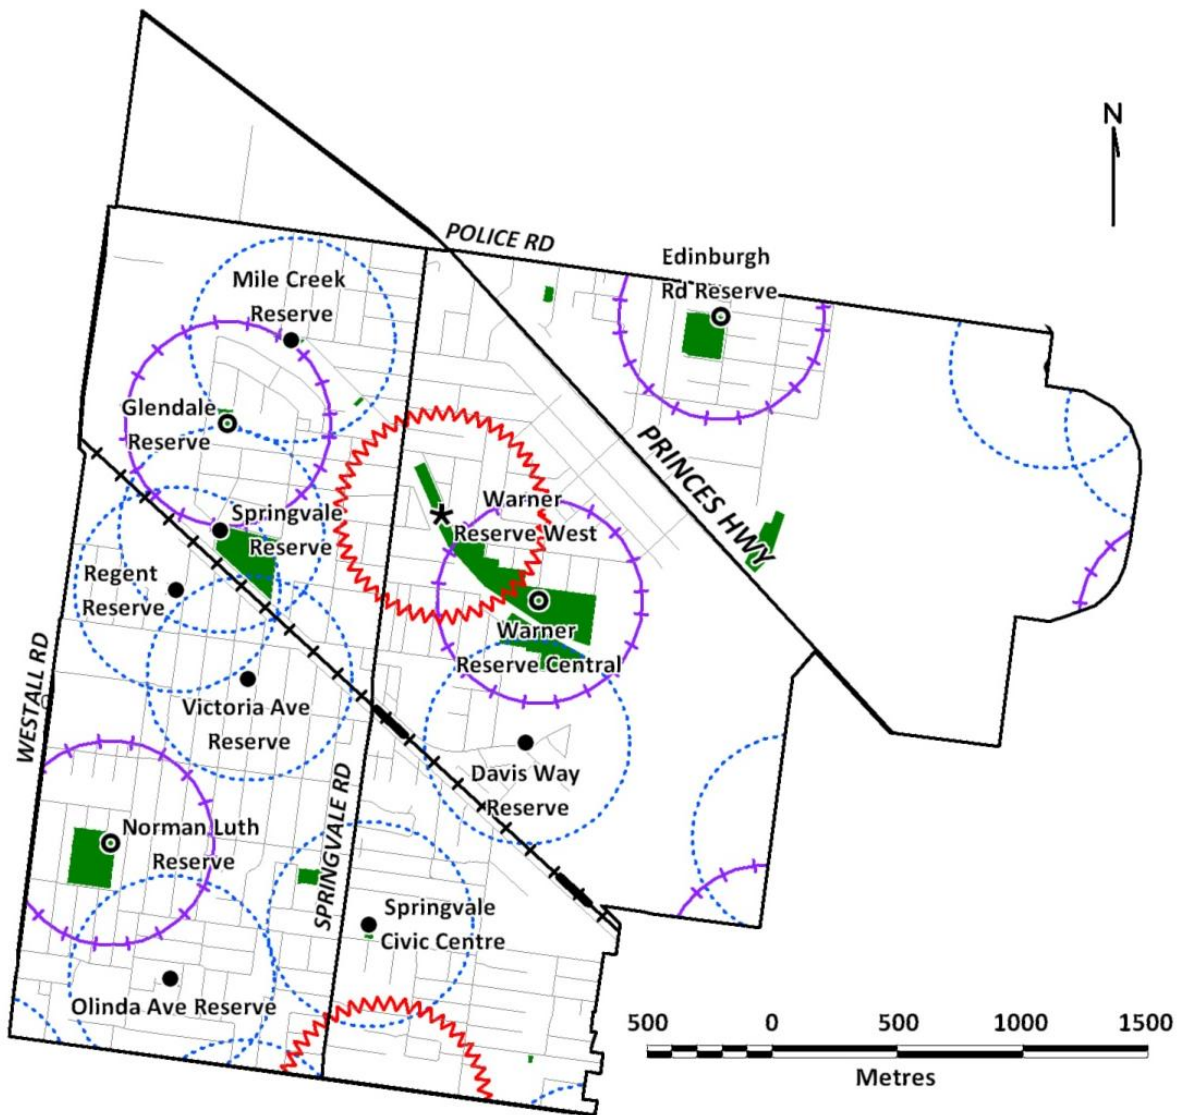 N
POLICE RD
Edinburgh
Rd Reserve
Mile Creek
Reserve
Glendale
Reserve
PRINCES HWY
Warner
Reserve West
Springvale
Reserve
Regent
Reserve
Warner
Reserve Central
WESTALL RD
Victoria Ave
Reserve
Davis Way
Reserve
SPRINGVALE RD
Norman Luth
Reserve
Springvale
Civic Centre
Olinda Ave Reserve
500 0 500 1000 1500
Metres